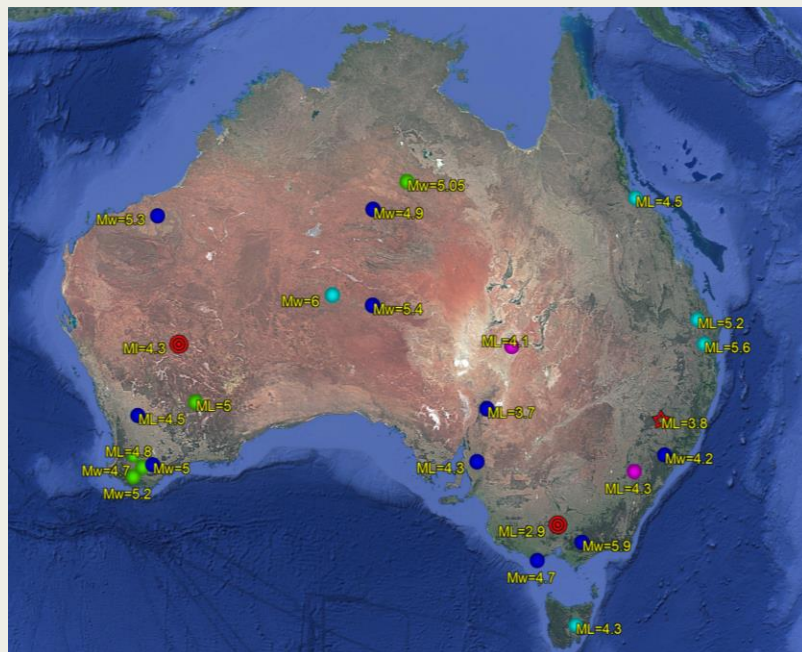 Mw=5.05
ML=4.5
Mw=5.3
Mw=4.9
Mw=6
Mw=5.4
ML=5.2
Ml=4.3
ML=4.1
ML=5.6
ML=5
ML=4.5
ML=3.7
ML=3.8
ML=4.8
Mw=4.7
Mw=5
ML=4.3
Mw=4.2
ML=4.3
Mw=5.2
ML=2.9
Mw=5.9
Mw=4.7
ML=4.3